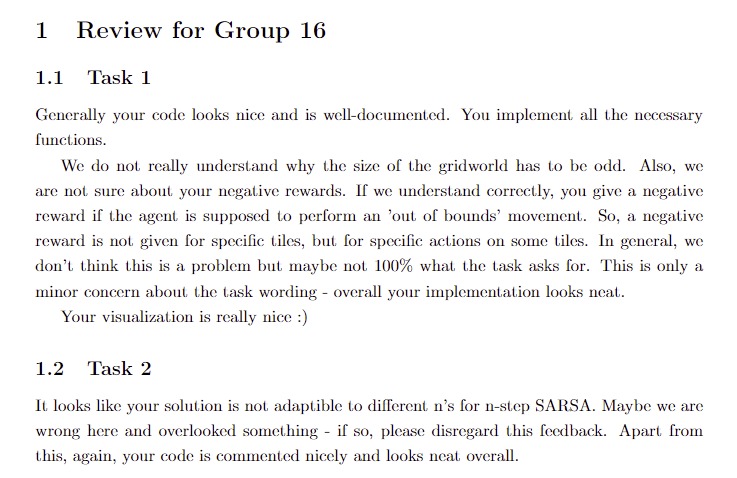 1 Review for Group 16
1.1 Task 1
Generally your code looks nice and is well-documented. You implement all the necessary
functions.
We do not really understand why the size of the gridworld has to be odd. Also, we
are not sure about your negative rewards. If we understand correctly, you give a negative
reward if the agent is supposed to perform an 'out of bounds' movement. So, a negative
reward is not given for specific tiles, but for specific actions on some tiles. In general, we
don't think this is a problem but maybe not 100% what the task asks for. This is only a
minor concern about the task wording - overall your implementation looks neat.
Your visualization is really nice :)
1.2 Task 2
It looks like your solution is not adaptible to different n's for n-step SARSA. Maybe we are
wrong here and overlooked something - if so, please disregard this feedback. Apart from
this, again, your code is commented nicely and looks neat overall.